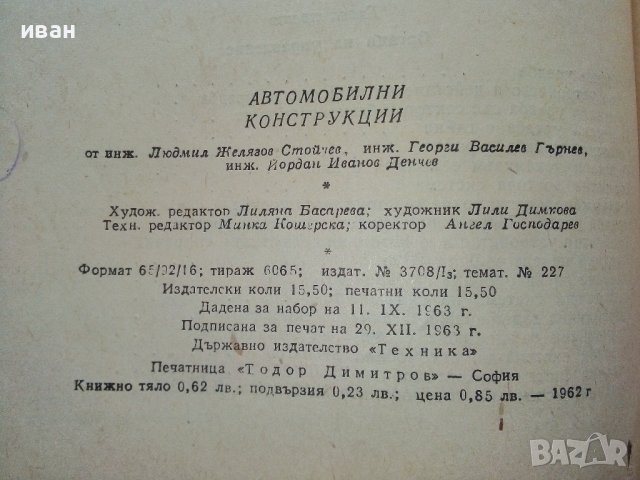 иван
АВТОМОБИЛНИ
КОНСТРУКЦИИ
от инж. Людмил Желязов Стойчев, инж. Георги Василев Гърнев,
инж. Йордан Иванов Денчев
*
Худож. редактор Лиляна Басарева; художник Лили Димкова
Техн. редактор Минка Кошерска; коректор Ангел Господарев
*
Формат 65/92/16; тираж 6065; издат. № 3708/I₃; темат. № 227
Издателски коли 15,50; печатни коли 15,50
Дадена за набор на 11. IX. 1963 г.
Подписана за печат на 29. XII. 1963 г.
Държавно издателство «Техника»
Печатница «Тодор Димитров» — София
Книжно тяло 0,62 лв.; подвързия 0,23 лв.; цена 0,85 лв. — 1962 г
BAZAR